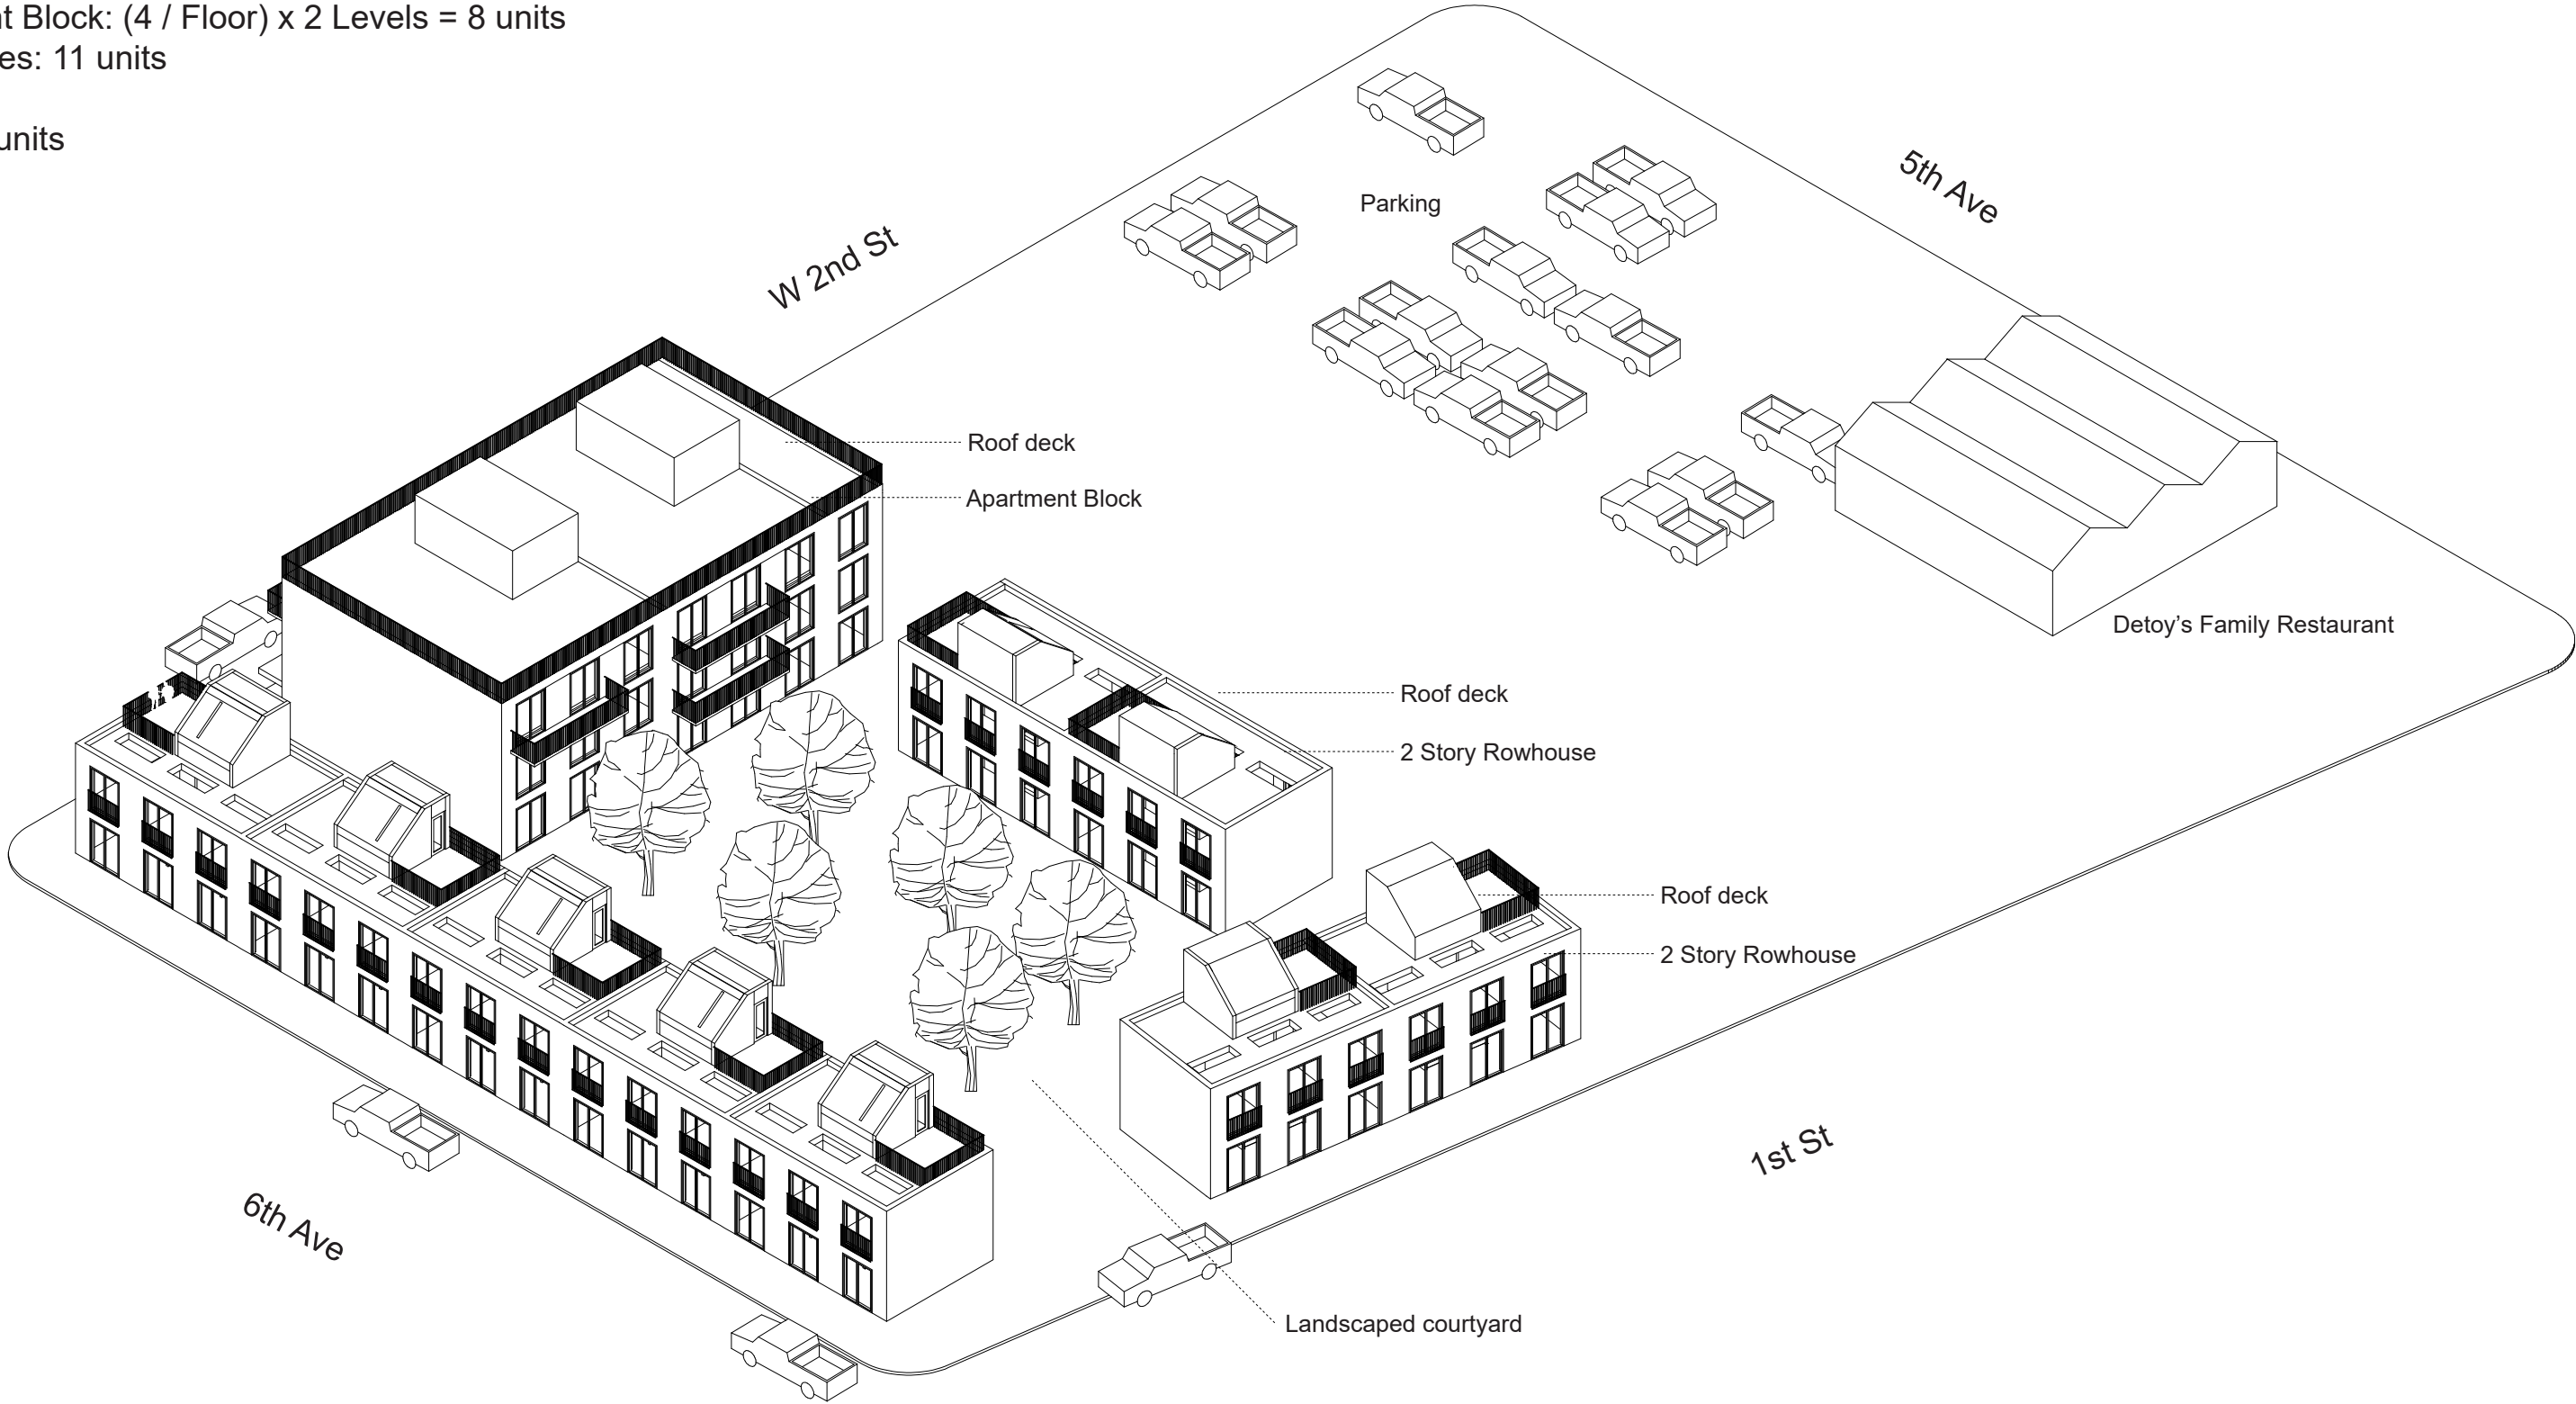 t Block: (4 / Floor) x 2 Levels = 8 units
es: 11 units
units
5th Ave
Parking
W 2nd St
Roof deck
Apartment Block
Detoy’s Family Restaurant
Roof deck
2 Story Rowhouse
Roof deck
2 Story Rowhouse
1st St
6th Ave
Landscaped courtyard